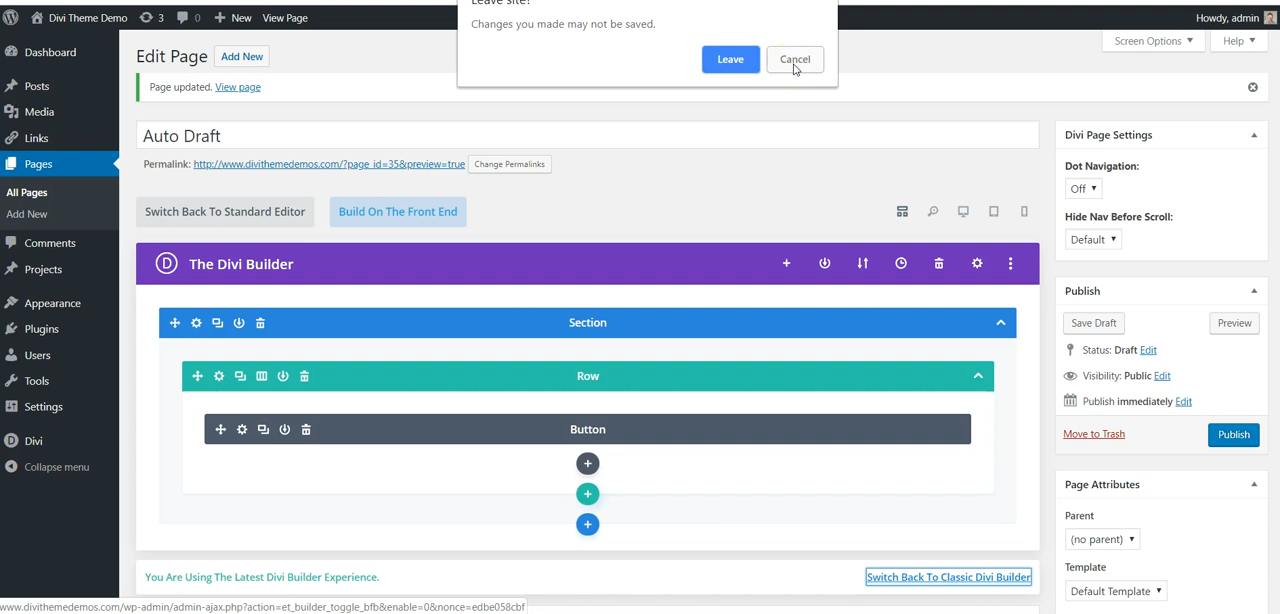 Leave site?
Changes you made may not be saved.
Leave
Cancel
Divi Theme Demo
3
0
New
View Page
Howdy, admin
Screen Options
Help
Dashboard
Posts
Media
Links
Pages
All Pages
Add New
Comments
Projects
Appearance
Plugins
Users
Tools
Settings
Divi
Collapse menu
Edit Page
Add New
Page updated. View page
Auto Draft
Permalink: http://www.divithemedemos.com/?page_id=35&preview=true
Change Permalinks
Switch Back To Standard Editor
Build On The Front End
D
The Divi Builder
Section
Row
Button
You Are Using The Latest Divi Builder Experience.
Switch Back To Classic Divi Builder
Divi Page Settings
Dot Navigation:
Off
Hide Nav Before Scroll:
Default
Publish
Save Draft
Preview
Status: Draft Edit
Visibility: Public Edit
Publish immediately Edit
Move to Trash
Publish
Page Attributes
Parent
(no parent)
Template
Default Template
www.divithemedemos.com/wp-admin/admin-ajax.php?action=et_builder_toggle_bfb&enable=0&nonce=edbe058cbf